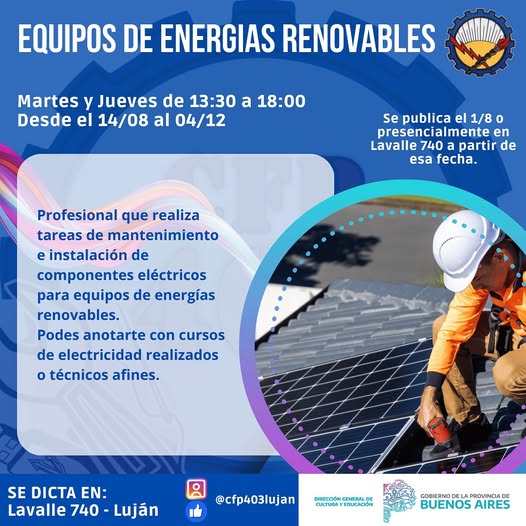 EQUIPOS DE ENERGIAS RENOVABLES
Martes y Jueves de 13:30 a 18:00
Desde el 14/08 al 04/12
Se publica el 1/8 o
presencialmente en
Lavalle 740 a partir de
esa fecha.
Profesional que realiza
tareas de mantenimiento
e instalación de
componentes eléctricos
para equipos de energías
renovables.
Podes anotarte con cursos
de electricidad realizados
o técnicos afines.
SE DICTA EN:
Lavalle 740 - Luján
@cfp403lujan
DIRECCIÓN GENERAL DE
CULTURA Y EDUCACIÓN
GOBIERNO DE LA PROVINCIA DE
BUENOS AIRES